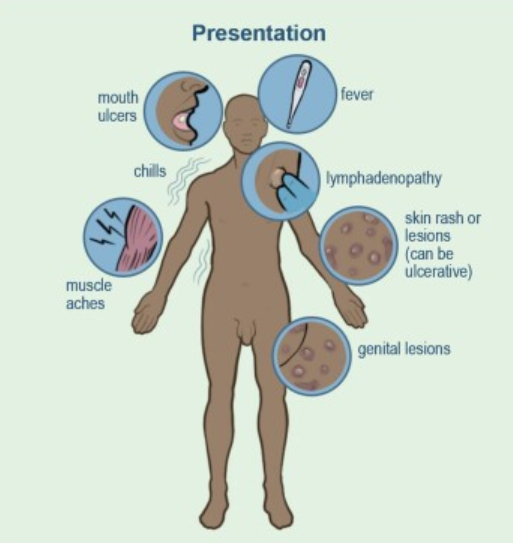 Presentation
mouth
ulcers
fever
chills
lymphadenopathy
skin rash or
lesions
(can be
ulcerative)
muscle
aches
genital lesions